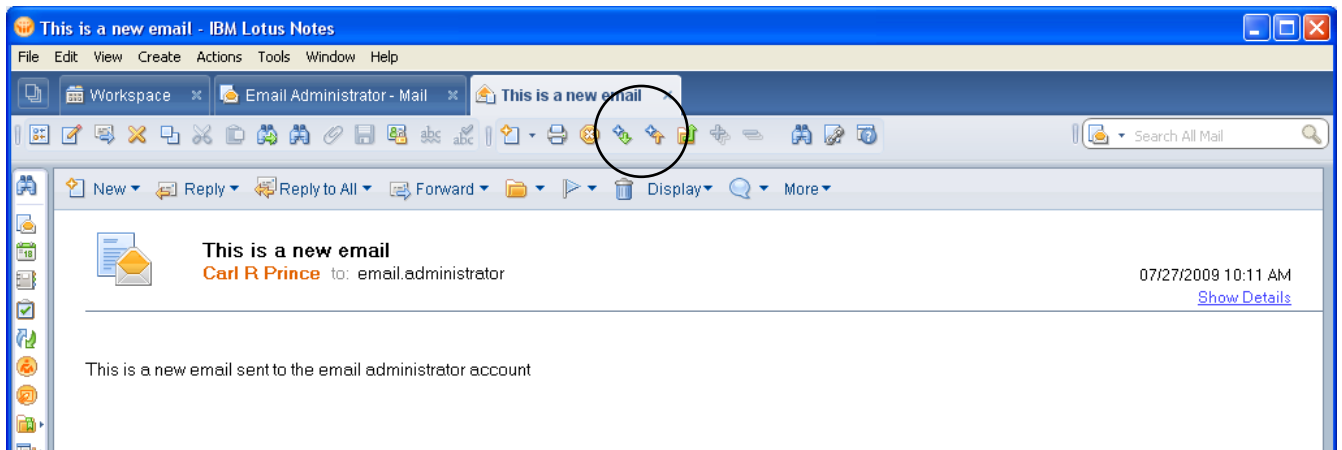 This is a new email - IBM Lotus Notes
File Edit View Create Actions Tools Window Help
Workspace Email Administrator - Mail This is a new email
abc abc Search All Mail
New Reply Reply to All Forward Display More
This is a new email
Carl R Prince to: email.administrator
07/27/2009 10:11 AM
18
Show Details
This is a new email sent to the email administrator account